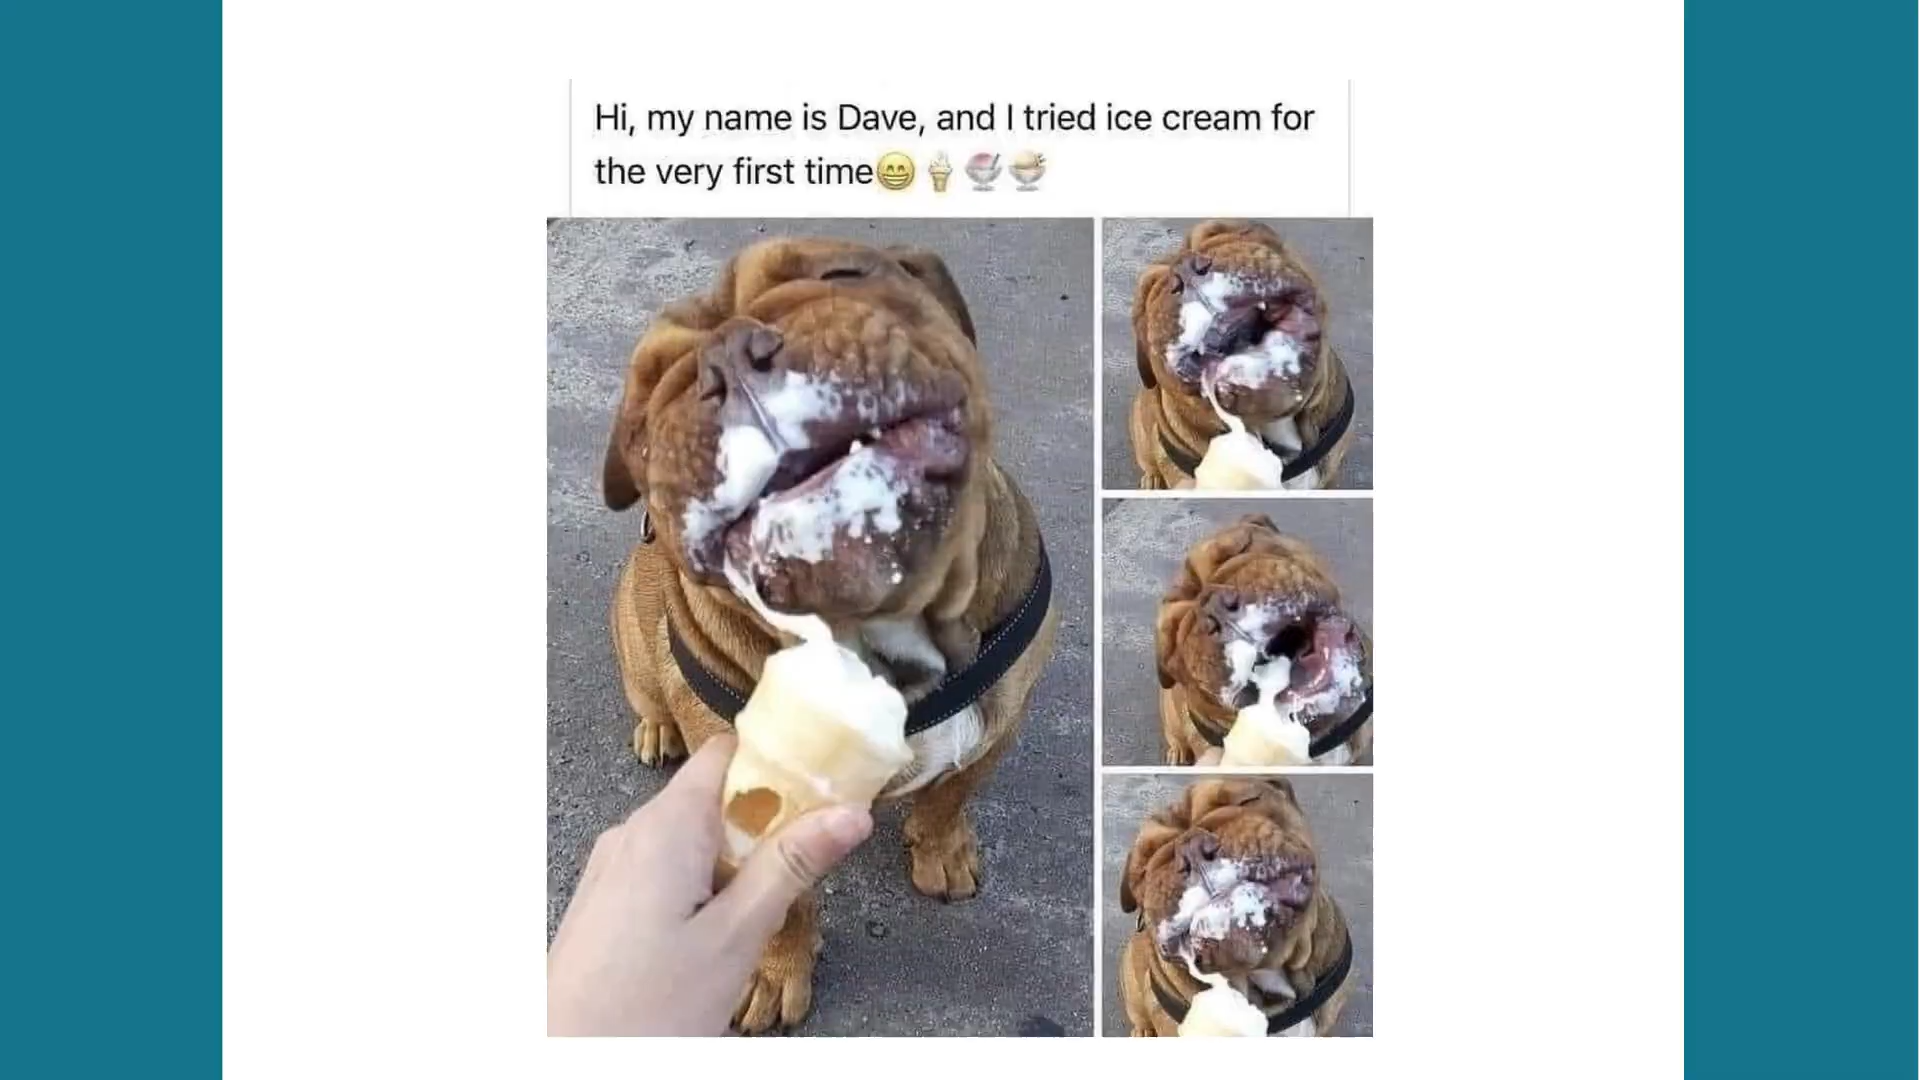 Hi, my name is Dave, and I tried ice cream for
the very first time😁🍦🍧🍨